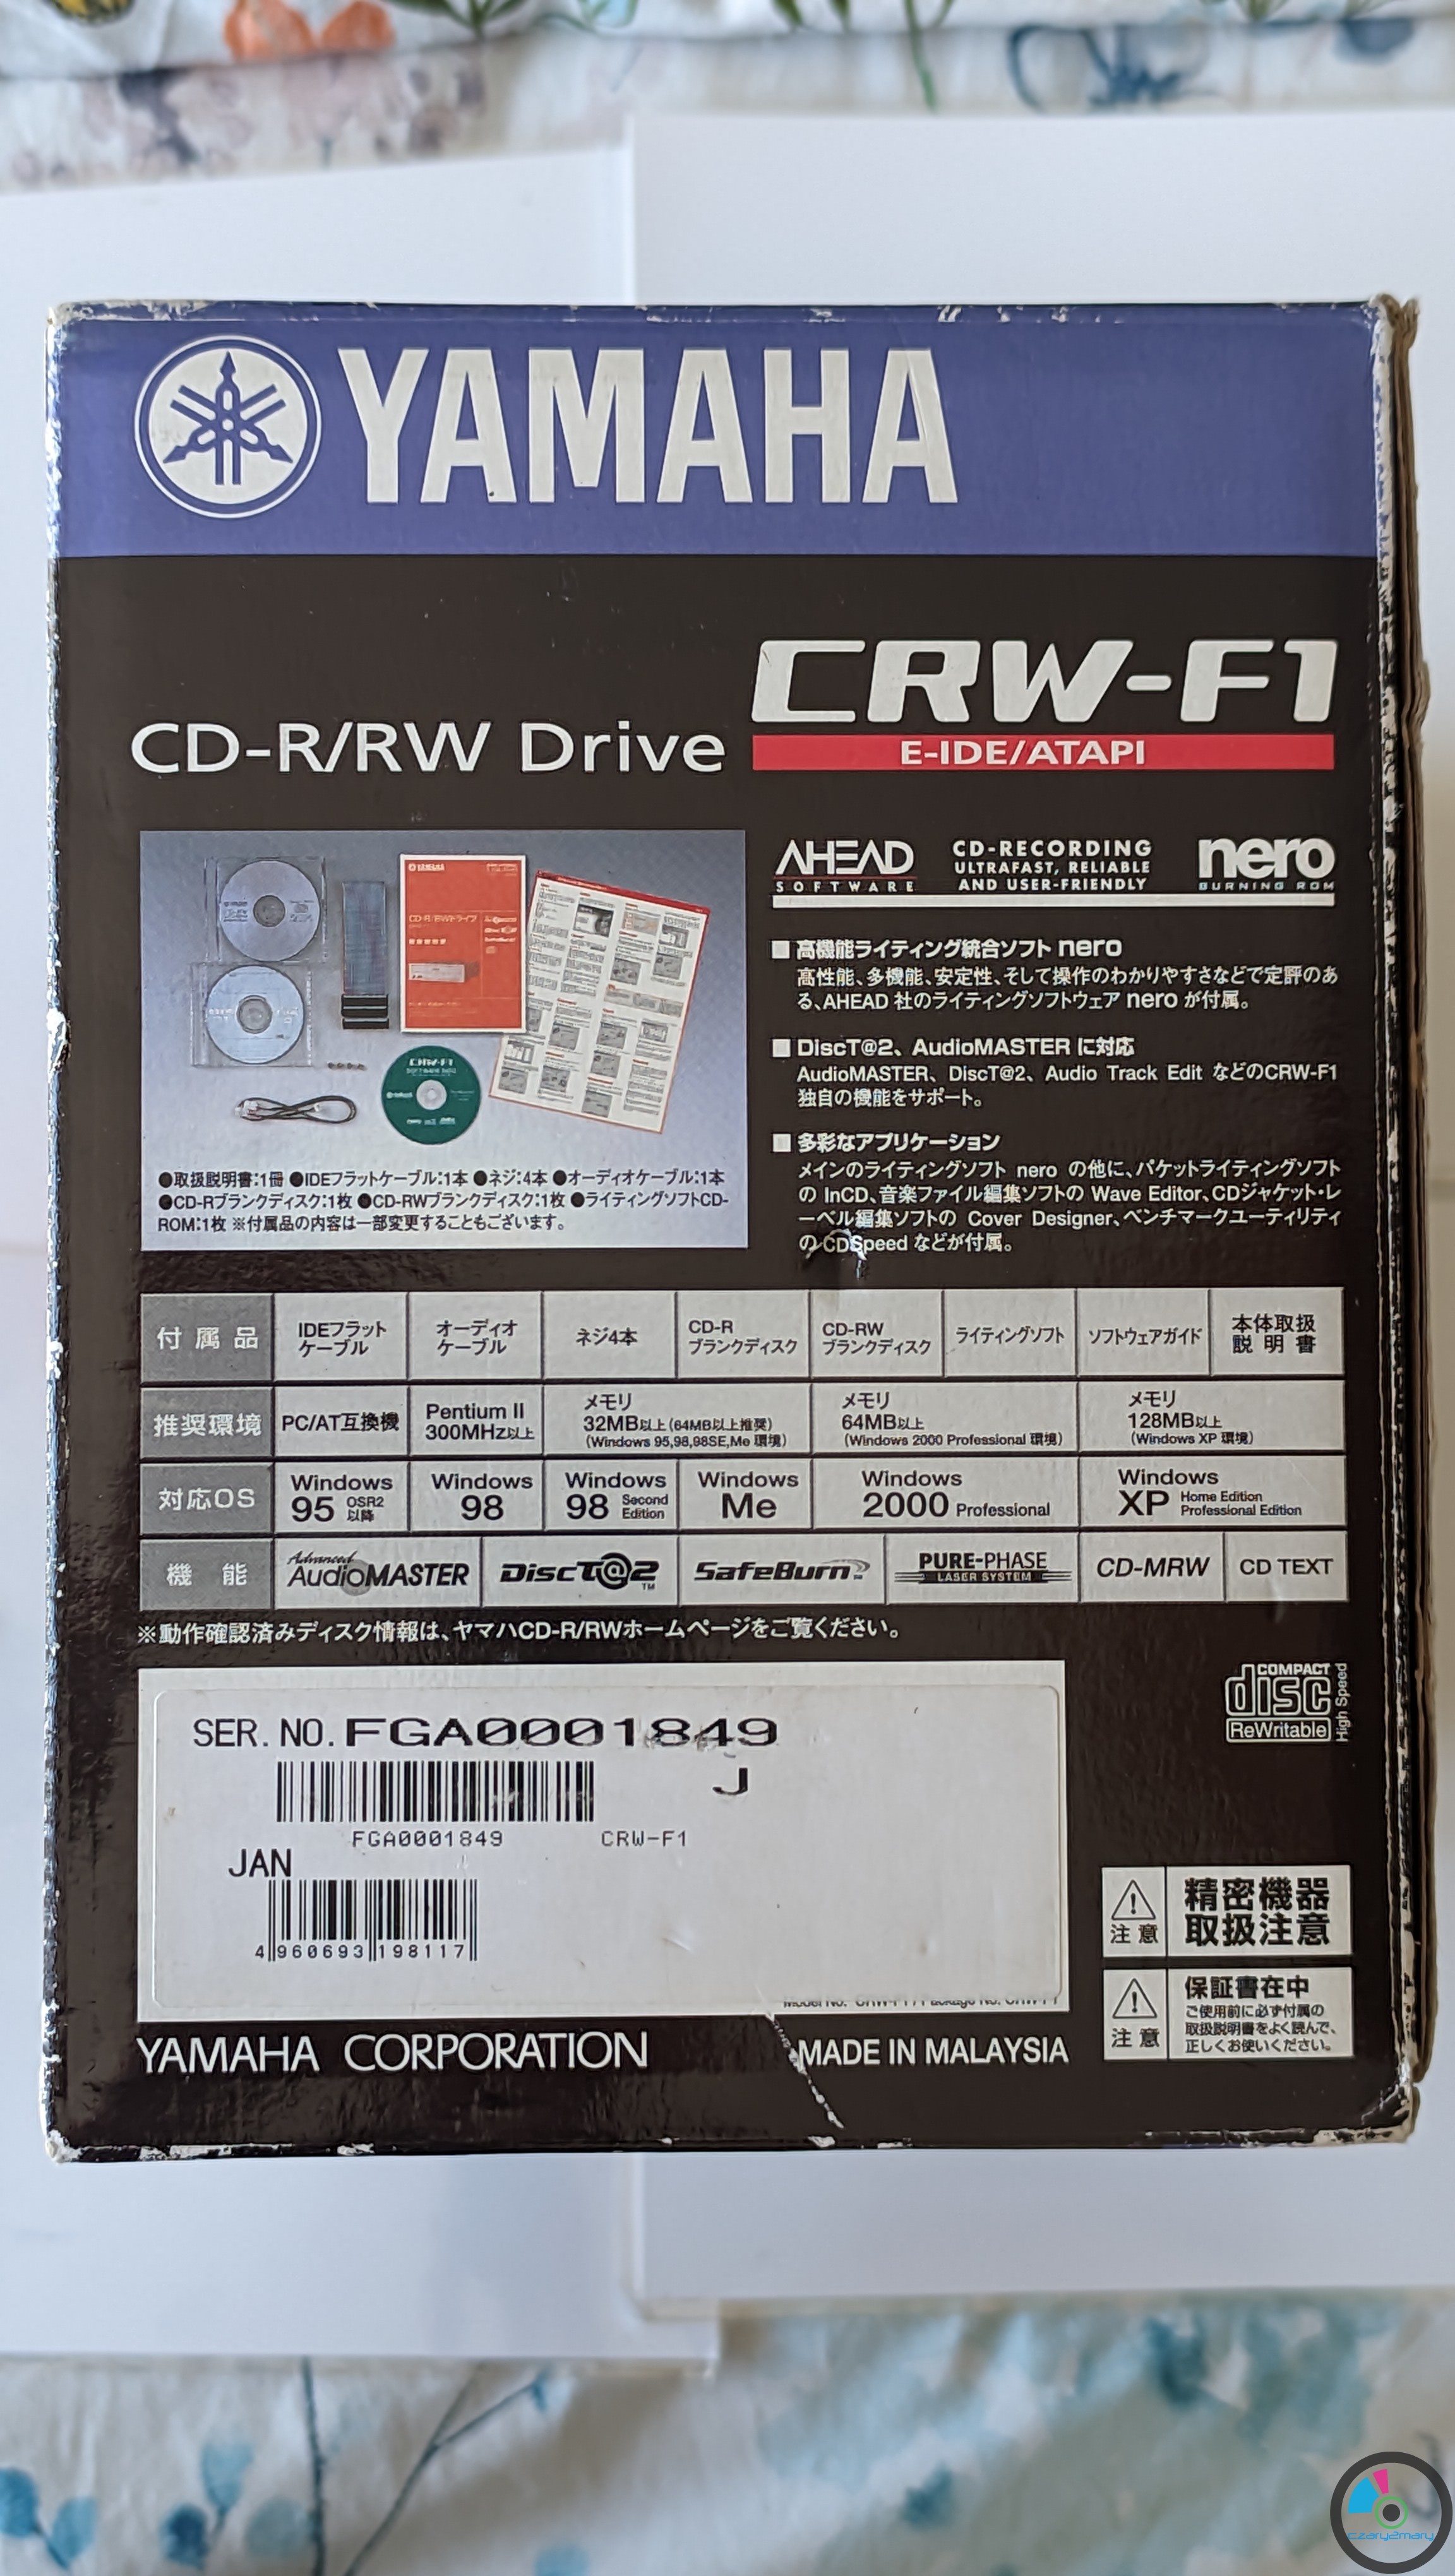 YAMAHA
CRW-F1
CD-R/RW Drive
E-IDE/ATAPI
AHEAD
SOFTWARE
CD-RECORDING
ULTRAFAST, RELIABLE
AND USER-FRIENDLY
nero
BURNING ROM
YAMAHA
CD-R/RWドライブ
CRW-F1
■ 高機能ライティング統合ソフト nero
高性能、多機能、安定性、そして操作のわかりやすさなどで定評のあ
る、AHEAD 社のライティングソフトウェア nero が付属。
■ DiscT@2、AudioMASTER に対応
AudioMASTER、DiscT@2、Audio Track Edit などのCRW-F1
独自の機能をサポート。
■ 多彩なアプリケーション
メインのライティングソフト nero の他に、パケットライティングソフト
の InCD、音楽ファイル編集ソフトの Wave Editor、CDジャケット・レ
ーベル編集ソフトの Cover Designer、ベンチマークユーティリティ
のCDSpeed などが付属。
●取扱説明書:1冊 ●IDEフラットケーブル:1本 ●ネジ:4本 ●オーディオケーブル:1本
●CD-Rブランクディスク:1枚 ●CD-RWブランクディスク:1枚 ●ライティングソフトCD-
ROM:1枚 ※付属品の内容は一部変更することもございます。
付属品
IDEフラット
ケーブル
オーディオ
ケーブル
ネジ4本
CD-R
ブランクディスク
CD-RW
ブランクディスク
ライティングソフト
ソフトウェアガイド
本体取扱
説明書
推奨環境
PC/AT互換機
Pentium II
300MHz以上
メモリ
32MB以上(64MB以上推奨)
(Windows 95,98,98SE,Me 環境)
メモリ
64MB以上
(Windows 2000 Professional 環境)
メモリ
128MB以上
(Windows XP 環境)
対応OS
Windows
95 OSR2
以降
Windows
98
Windows
98 Second
Edition
Windows
Me
Windows
2000 Professional
Windows
XP Home Edition
Professional Edition
機能
Advanced
AudioMASTER
DiscT@2 TM
SafeBurn
PURE-PHASE
LASER SYSTEM
CD-MRW
CD TEXT
※動作確認済みディスク情報は、ヤマハCD-R/RWホームページをご覧ください。
COMPACT
disc
ReWritable
High Speed
SER. NO. FGA0001849
J
FGA0001849 CRW-F1
JAN
4 960693 198117
Model No. CRW-F1 / Package No. CRW-F1
注意
精密機器
取扱注意
注意
保証書在中
ご使用前に必ず付属の
取扱説明書をよく読んで、
正しくお使いください。
YAMAHA CORPORATION
MADE IN MALAYSIA
czary2mary